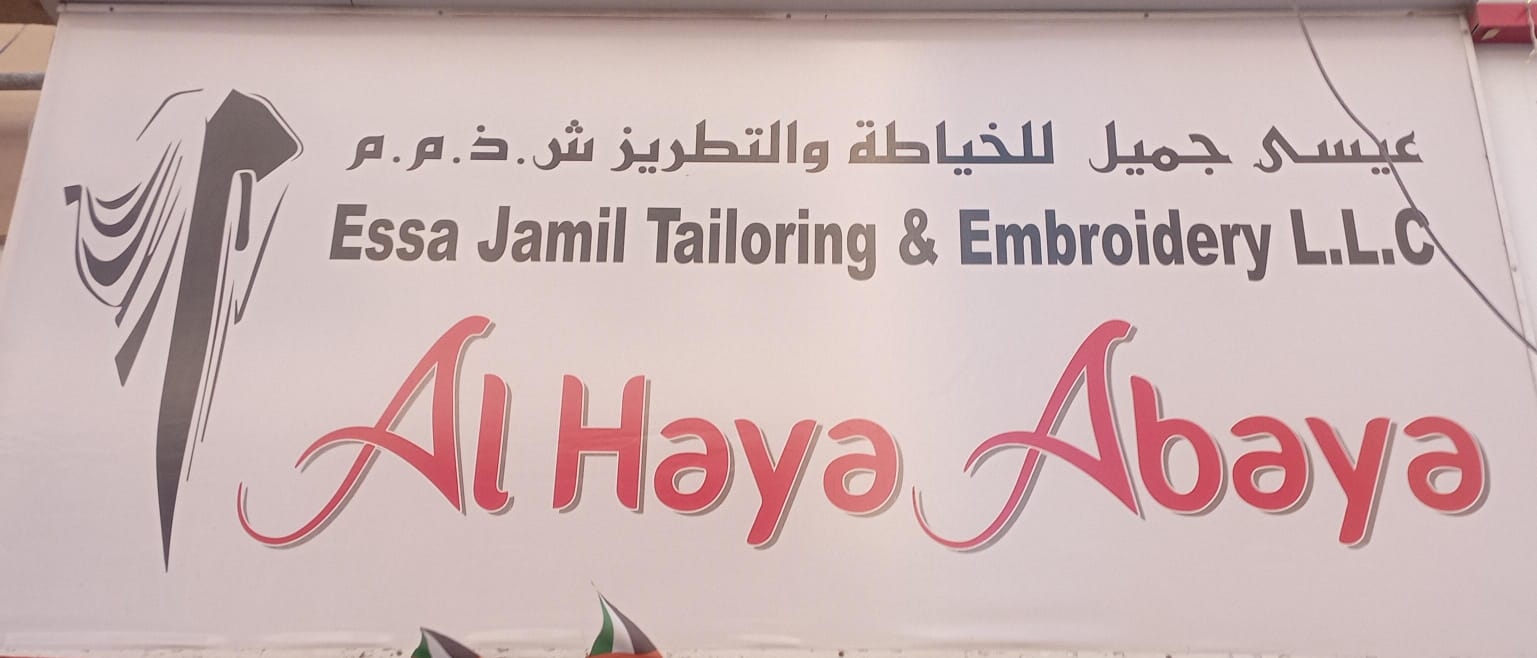 عيسى جميل للخياطة والتطريز ش.ذ.م.م
Essa Jamil Tailoring & Embroidery L.L.C
Al Haya Abaya